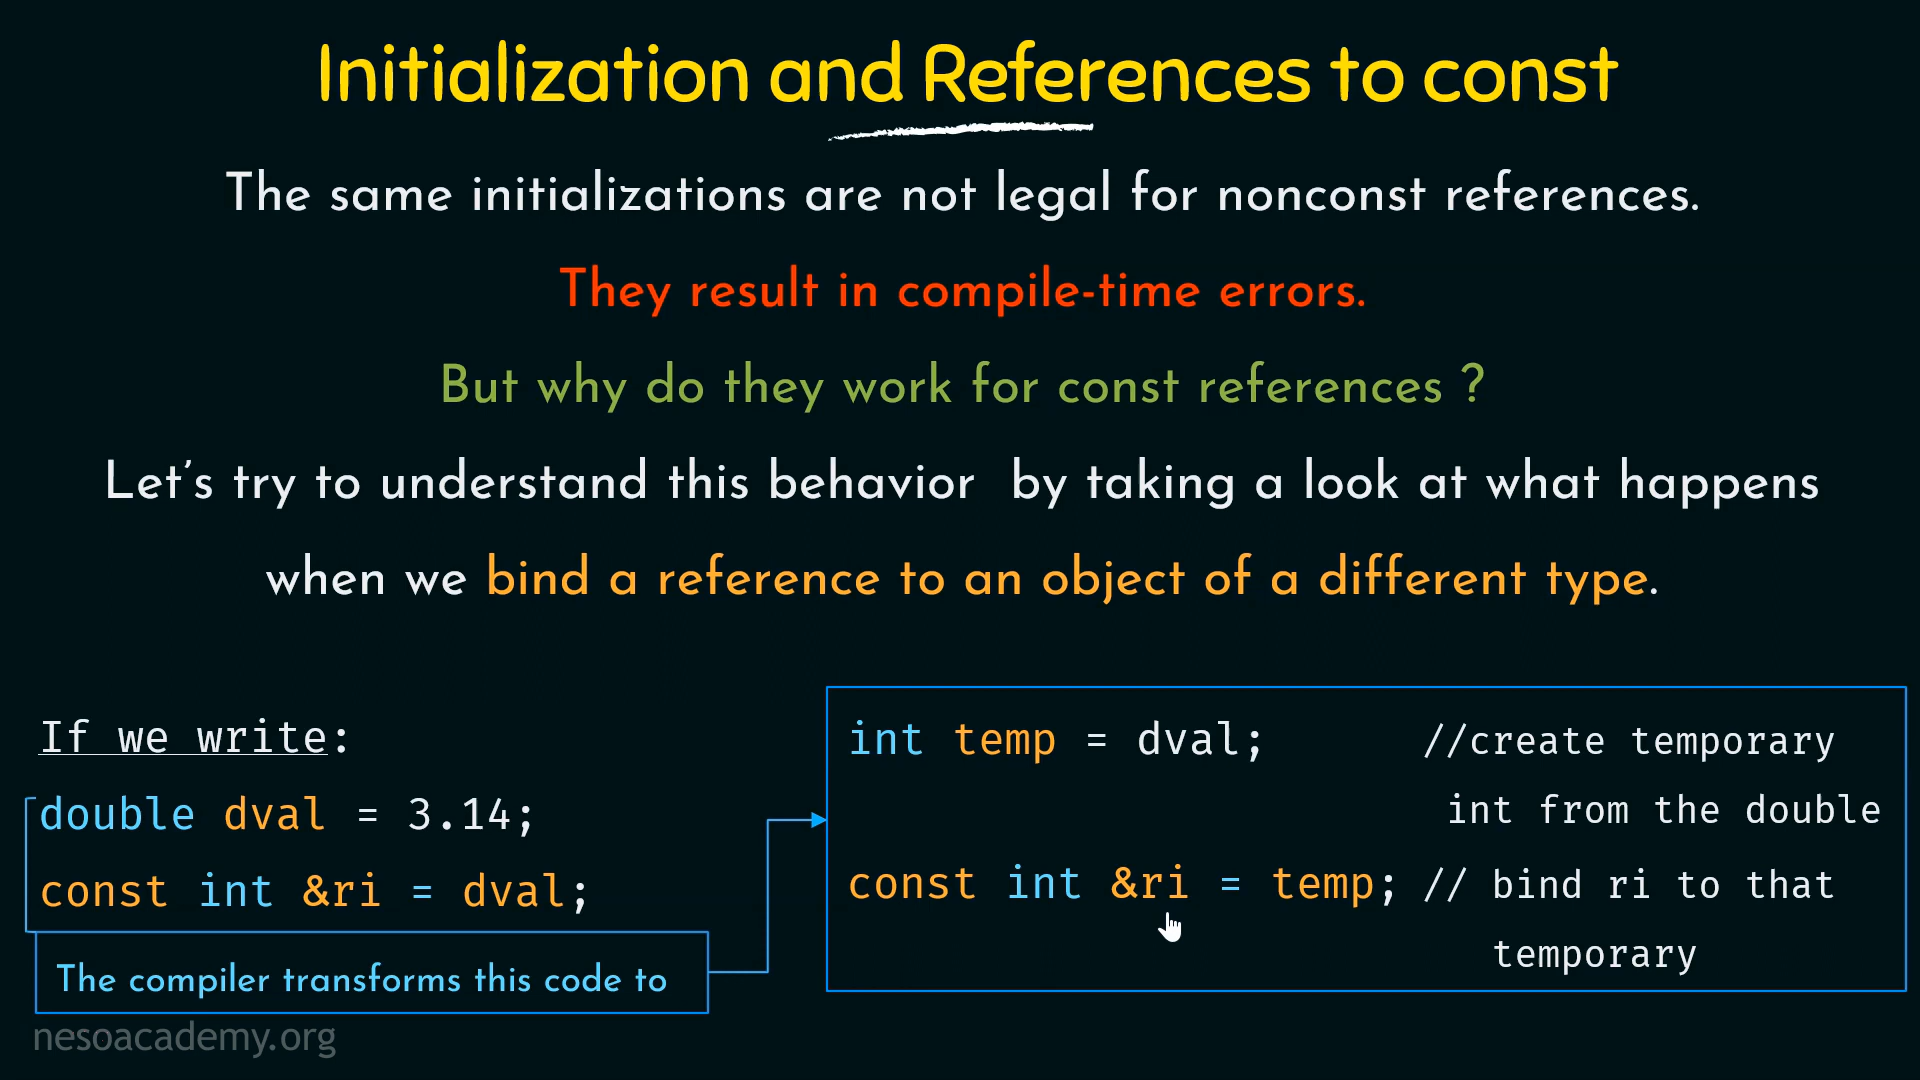 Initialization and References to const
The same initializations are not legal for nonconst references.
They result in compile-time errors.
But why do they work for const references ?
Let's try to understand this behavior by taking a look at what happens
when we bind a reference to an object of a different type.
If we write:
double dval = 3.14;
const int &ri = dval;
The compiler transforms this code to
int temp = dval; //create temporary
int from the double
const int &ri = temp; // bind ri to that
temporary
nesoacademy.org